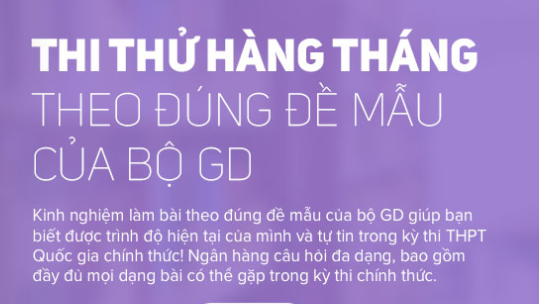 THI THỬ HÀNG THÁNG
THEO ĐÚNG ĐỀ MẪU
CỦA BỘ GD
Kinh nghiệm làm bài theo đúng đề mẫu của bộ GD giúp bạn
biết được trình độ hiện tại của mình và tự tin trong kỳ thi THPT
Quốc gia chính thức! Ngân hàng câu hỏi đa dạng, bao gồm
đầy đủ mọi dạng bài có thể gặp trong kỳ thi chính thức.